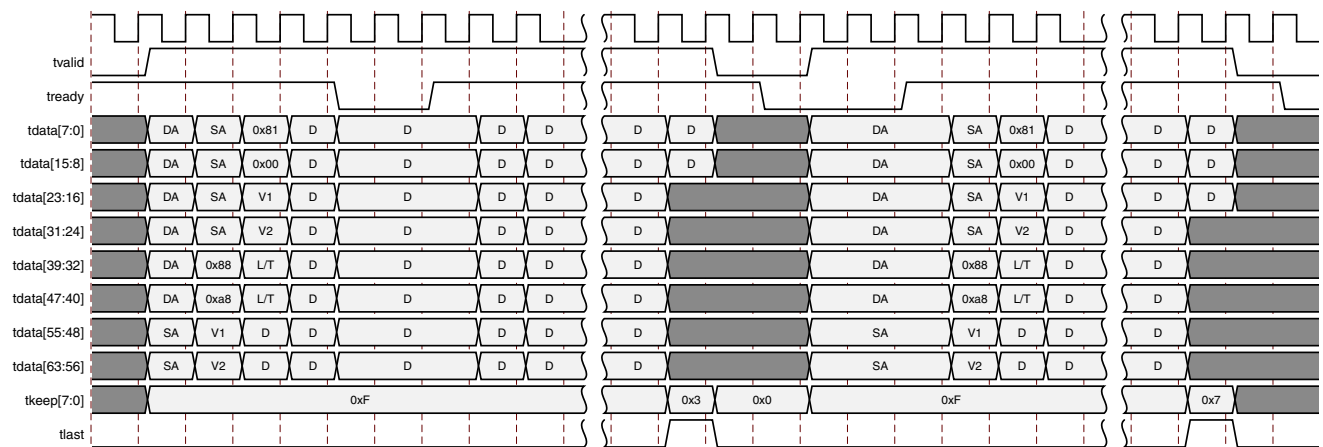 tvalid
tready
tdata[7:0] DA SA 0x81 D D D D D D DA SA 0x81 D D D
tdata[15:8] DA SA 0x00 D D D D D D DA SA 0x00 D D D
tdata[23:16] DA SA V1 D D D D D DA SA V1 D D D
tdata[31:24] DA SA V2 D D D D D DA SA V2 D D
tdata[39:32] DA 0x88 L/T D D D D D DA 0x88 L/T D D
tdata[47:40] DA 0xa8 L/T D D D D D DA 0xa8 L/T D D
tdata[55:48] SA V1 D D D D D D SA V1 D D D
tdata[63:56] SA V2 D D D D D D SA V2 D D D
tkeep[7:0] 0xF 0x3 0x0 0xF 0x7
tlast